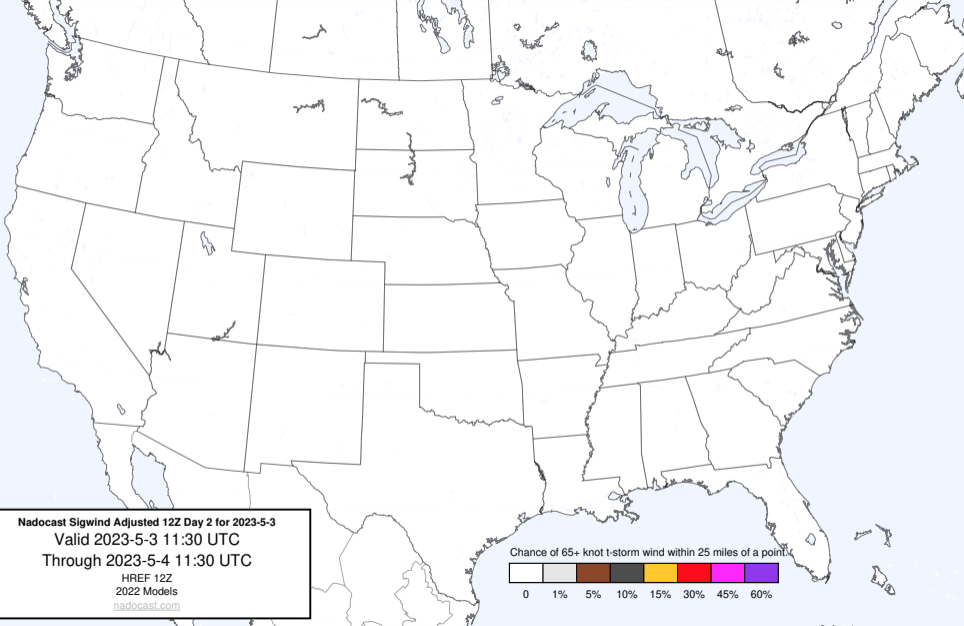 Nadocast Sigwind Adjusted 12Z Day 2 for 2023-5-3
Valid 2023-5-3 11:30 UTC
Through 2023-5-4 11:30 UTC
HREF 12Z
2022 Models
nadocast.com
Chance of 65+ knot t-storm wind within 25 miles of a point.
0 1% 5% 10% 15% 30% 45% 60%